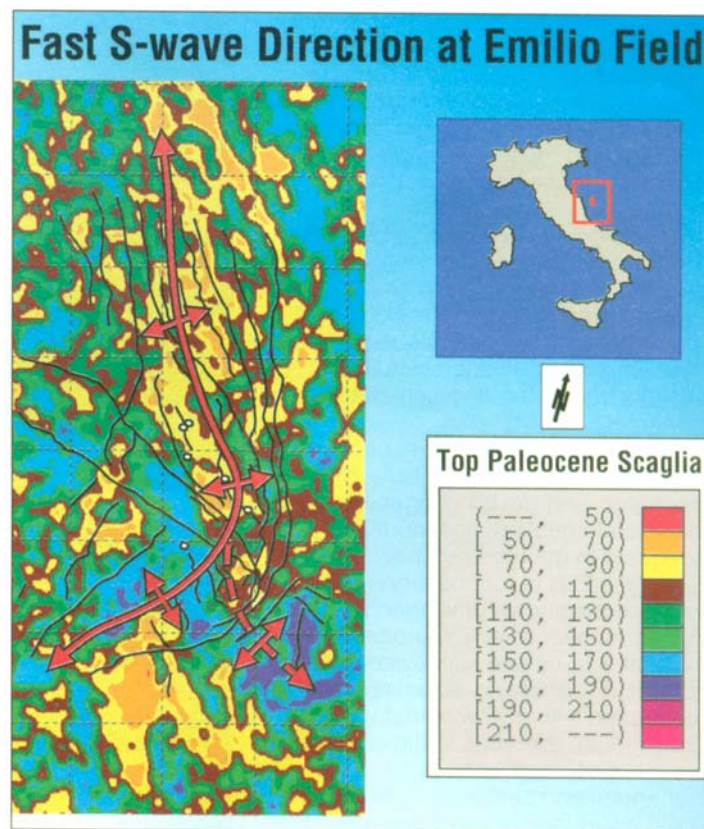 Fast S-wave Direction at Emilio Field
N
Top Paleocene Scaglia
(---, 50)
[ 50, 70)
[ 70, 90)
[ 90, 110)
[110, 130)
[130, 150)
[150, 170)
[170, 190)
[190, 210)
[210, ---)